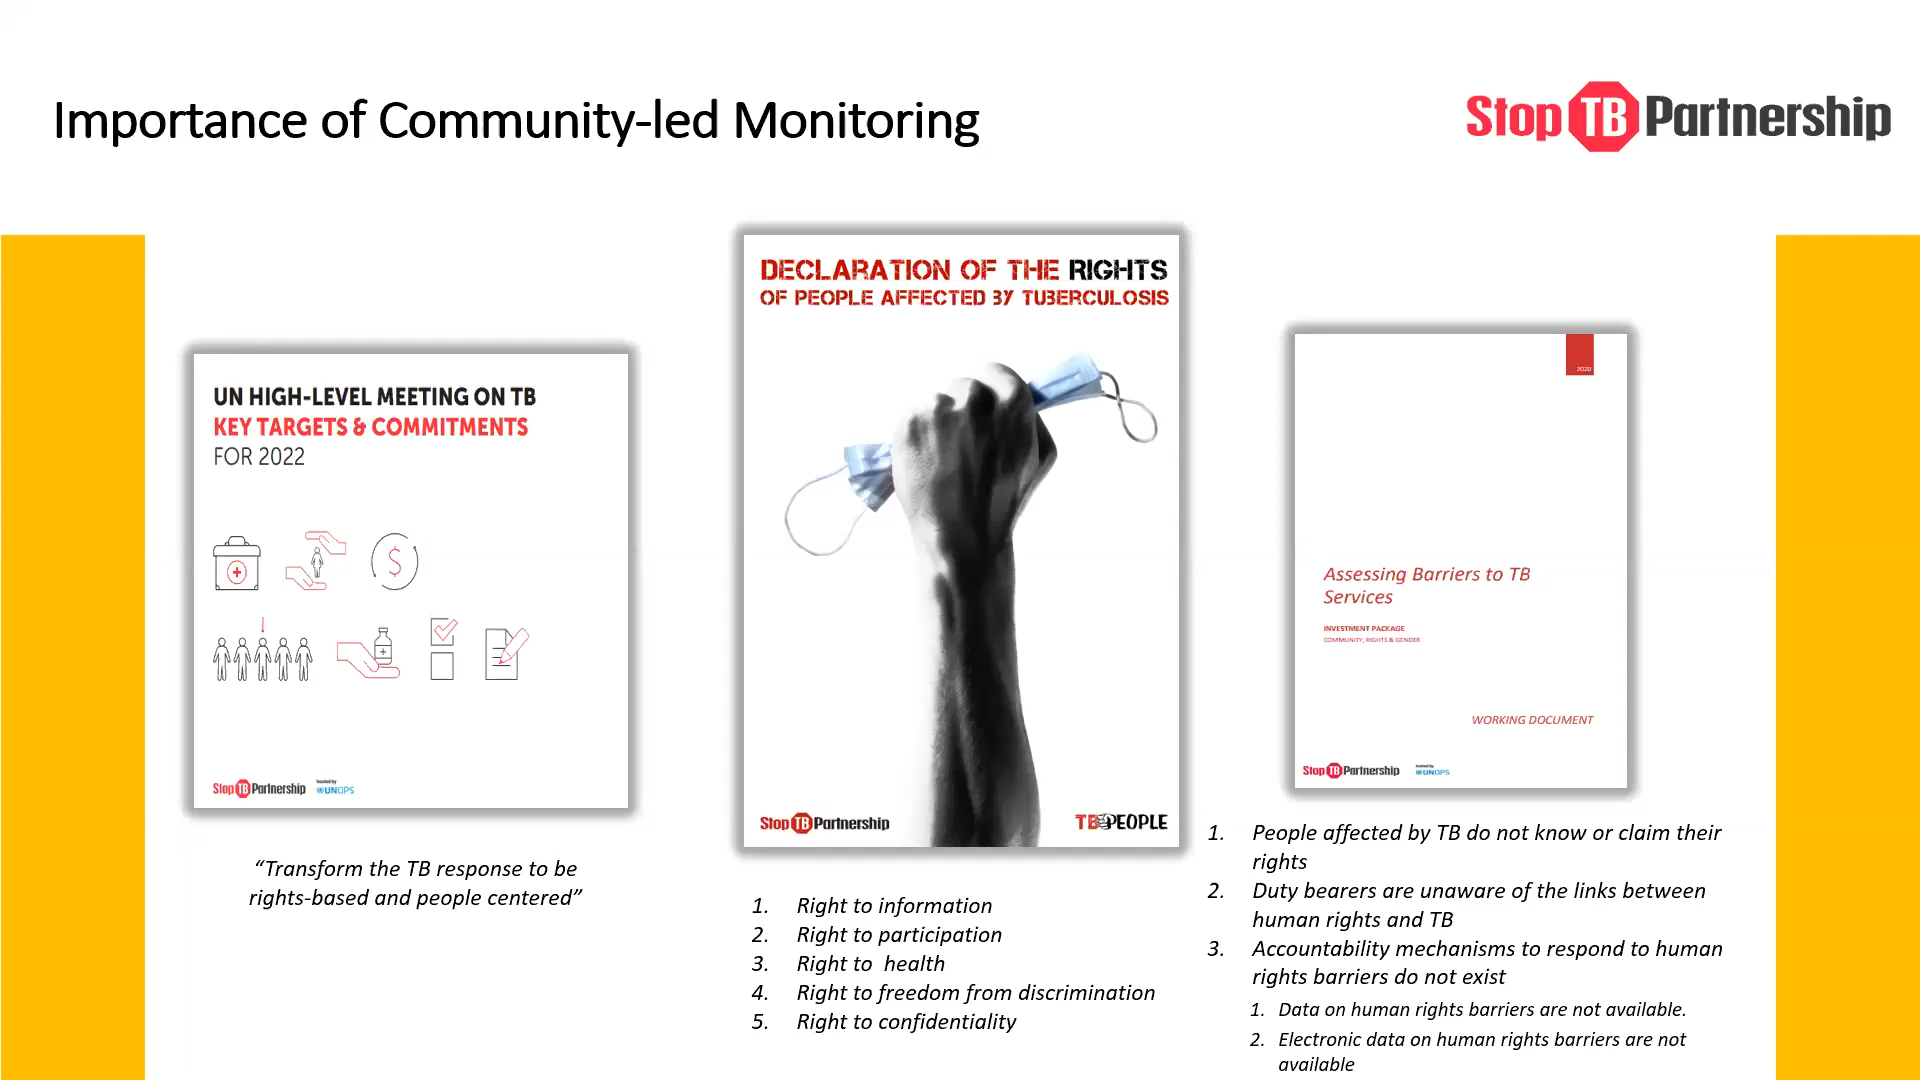 Importance of Community-led Monitoring
Stop TB Partnership
UN HIGH-LEVEL MEETING ON TB
KEY TARGETS & COMMITMENTS
FOR 2022
$
Stop TB Partnership
hosted by
UNOPS
“Transform the TB response to be
rights-based and people centered”
DECLARATION OF THE RIGHTS
OF PEOPLE AFFECTED BY TUBERCULOSIS
Stop TB Partnership
TB PEOPLE
1. Right to information
2. Right to participation
3. Right to  health
4. Right to freedom from discrimination
5. Right to confidentiality
2020
Assessing Barriers to TB
Services
INVESTMENT PACKAGE
COMMUNITY, RIGHTS & GENDER
WORKING DOCUMENT
Stop TB Partnership
hosted by
UNOPS
1. People affected by TB do not know or claim their
rights
2. Duty bearers are unaware of the links between
human rights and TB
3. Accountability mechanisms to respond to human
rights barriers do not exist
1. Data on human rights barriers are not available.
2. Electronic data on human rights barriers are not
available